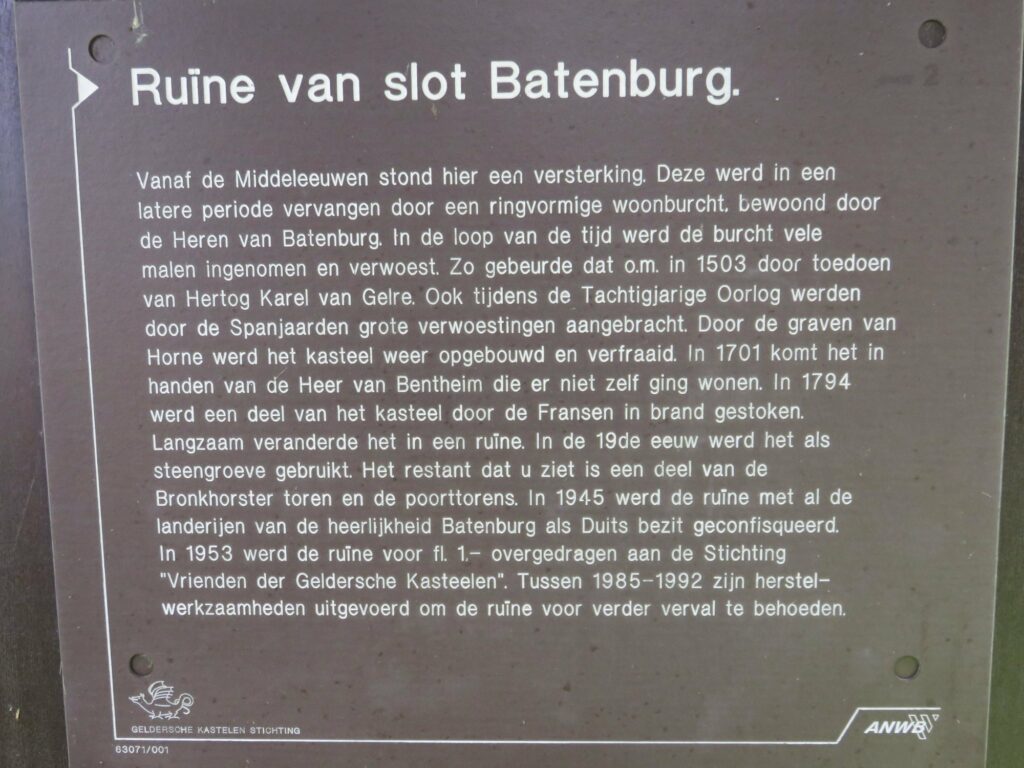 Ruïne van slot Batenburg.
Vanaf de Middeleeuwen stond hier een versterking. Deze werd in een
latere periode vervangen door een ringvormige woonburcht, bewoond door
de Heren van Batenburg. In de loop van de tijd werd de burcht vele
malen ingenomen en verwoest. Zo gebeurde dat o.m. in 1503 door toedoen
van Hertog Karel van Gelre. Ook tijdens de Tachtigjarige Oorlog werden
door de Spanjaarden grote verwoestingen aangebracht. Door de graven van
Horne werd het kasteel weer opgebouwd en verfraaid. In 1701 komt het in
handen van de Heer van Bentheim die er niet zelf ging wonen. In 1794
werd een deel van het kasteel door de Fransen in brand gestoken.
Langzaam veranderde het in een ruïne. In de 19de eeuw werd het als
steengroeve gebruikt. Het restant dat u ziet is een deel van de
Bronkhorster toren en de poorttorens. In 1945 werd de ruïne met al de
landerijen van de heerlijkheid Batenburg als Duits bezit geconfisqueerd.
In 1953 werd de ruïne voor fl. 1,- overgedragen aan de Stichting
"Vrienden der Geldersche Kasteelen". Tussen 1985-1992 zijn herstel-
werkzaamheden uitgevoerd om de ruïne voor verder verval te behoeden.
GELDERSCHE KASTELEN STICHTING
63071/001
ANWB